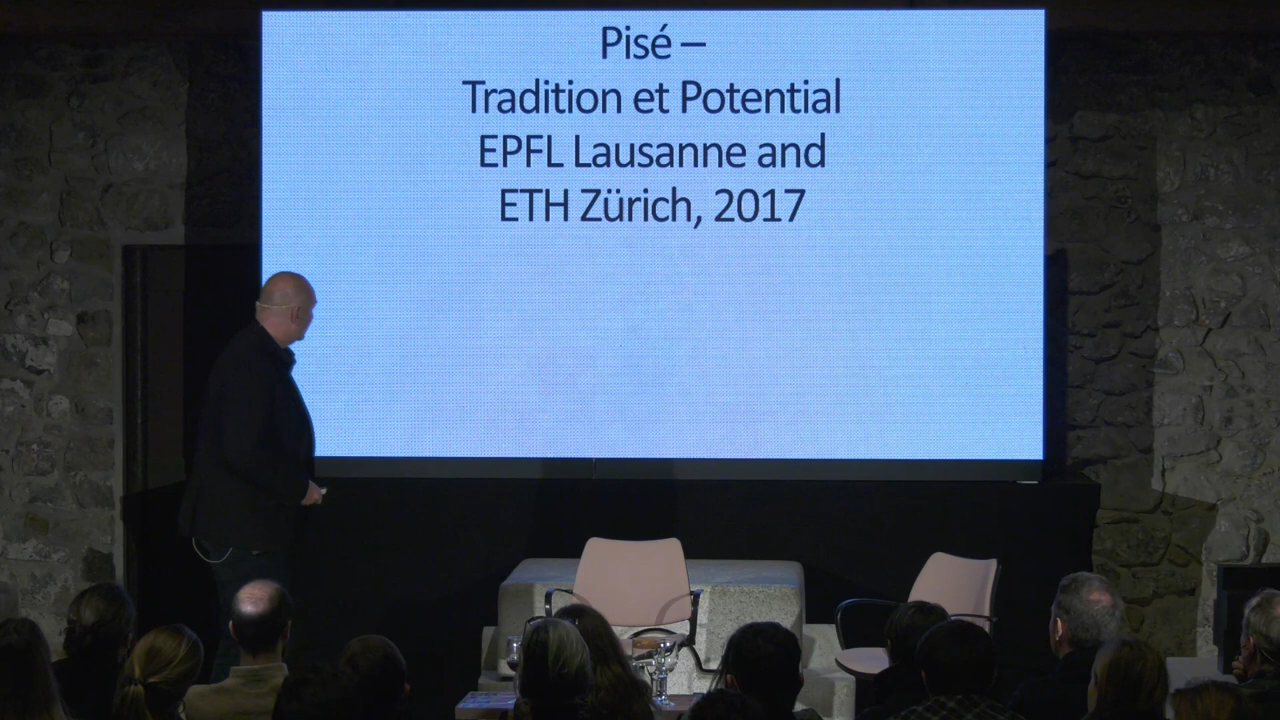 Pisé –
Tradition et Potential
EPFL Lausanne and
ETH Zürich, 2017